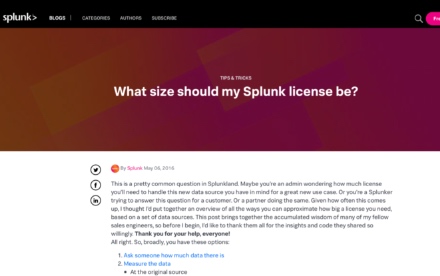 splunk> BLOGS | CATEGORIES AUTHORS SUBSCRIBE
TIPS & TRICKS
What size should my Splunk license be?
By Splunk May 06, 2016
This is a pretty common question in Splunkland. Maybe you're an admin wondering how much license
you'll need to handle this new data source you have in mind for a great new use case. Or you're a Splunker
trying to answer this question for a customer. Or a partner doing the same. Given how often this comes
up, I thought I'd put together an overview of all the ways you can approximate how big a license you need,
based on a set of data sources. This post brings together the accumulated wisdom of many of my fellow
sales engineers, so before I begin, I'd like to thank them all for the insights and code they shared so
willingly. Thank you for your help, everyone!
All right. So, broadly, you have these options:
1. Ask someone how much data there is
2. Measure the data
• At the original source